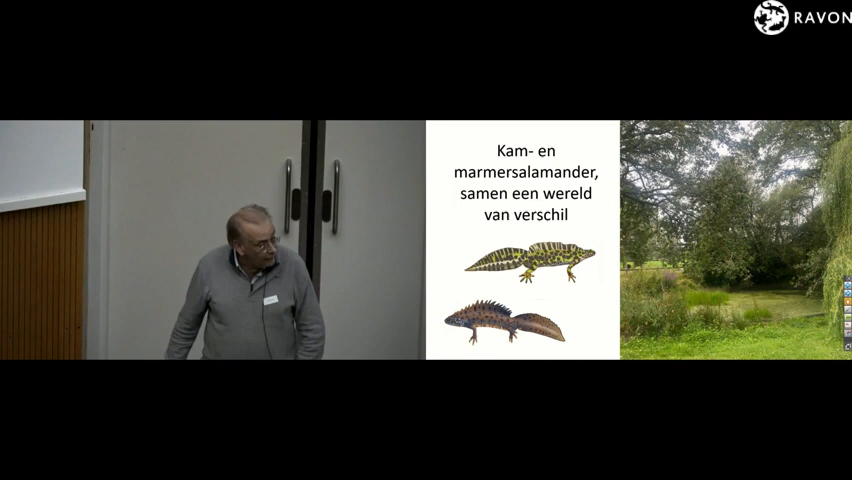 RAVON
Kam- en
marmersalamander,
samen een wereld
van verschil